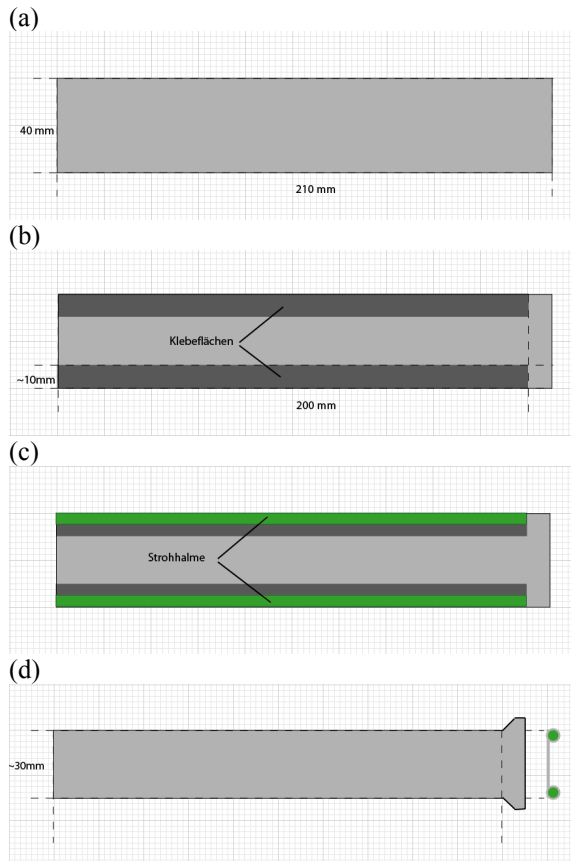 (a)
40 mm
210 mm
(b)
Klebeflächen
~10mm
200 mm
(c)
Strohhalme
(d)
~30mm